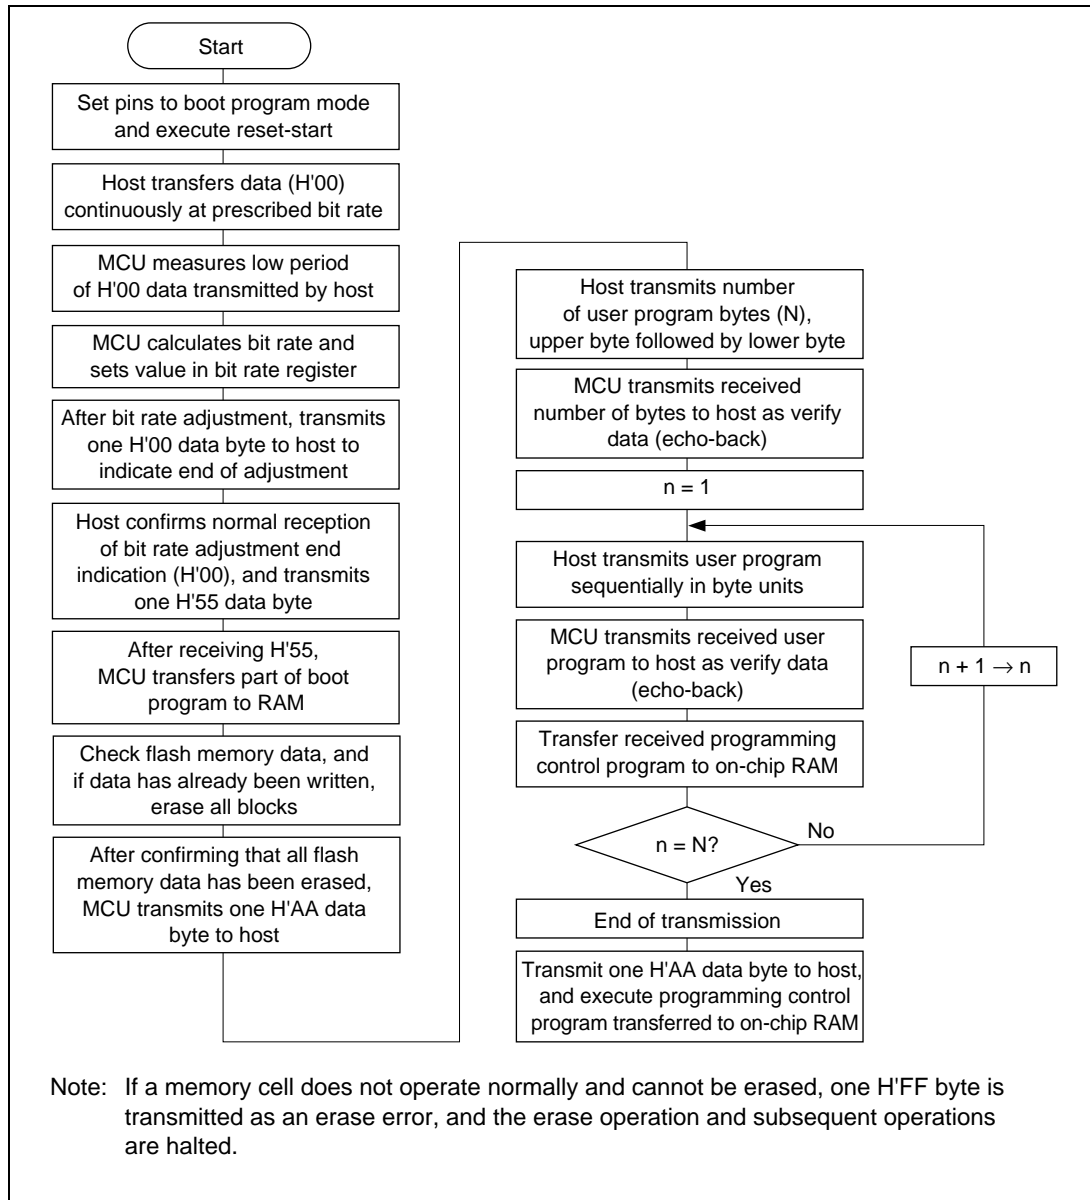 Start
Set pins to boot program mode
and execute reset-start
Host transfers data (H'00)
continuously at prescribed bit rate
MCU measures low period
of H'00 data transmitted by host
MCU calculates bit rate and
sets value in bit rate register
After bit rate adjustment, transmits
one H'00 data byte to host to
indicate end of adjustment
Host confirms normal reception
of bit rate adjustment end
indication (H'00), and transmits
one H'55 data byte
After receiving H'55,
MCU transfers part of boot
program to RAM
Check flash memory data, and
if data has already been written,
erase all blocks
After confirming that all flash
memory data has been erased,
MCU transmits one H'AA data
byte to host
Host transmits number
of user program bytes (N),
upper byte followed by lower byte
MCU transmits received
number of bytes to host as verify
data (echo-back)
n = 1
Host transmits user program
sequentially in byte units
MCU transmits received user
program to host as verify data
(echo-back)
n + 1 → n
Transfer received programming
control program to on-chip RAM
n = N?
No
Yes
End of transmission
Transmit one H'AA data byte to host,
and execute programming control
program transferred to on-chip RAM
Note: If a memory cell does not operate normally and cannot be erased, one H'FF byte is
transmitted as an erase error, and the erase operation and subsequent operations
are halted.